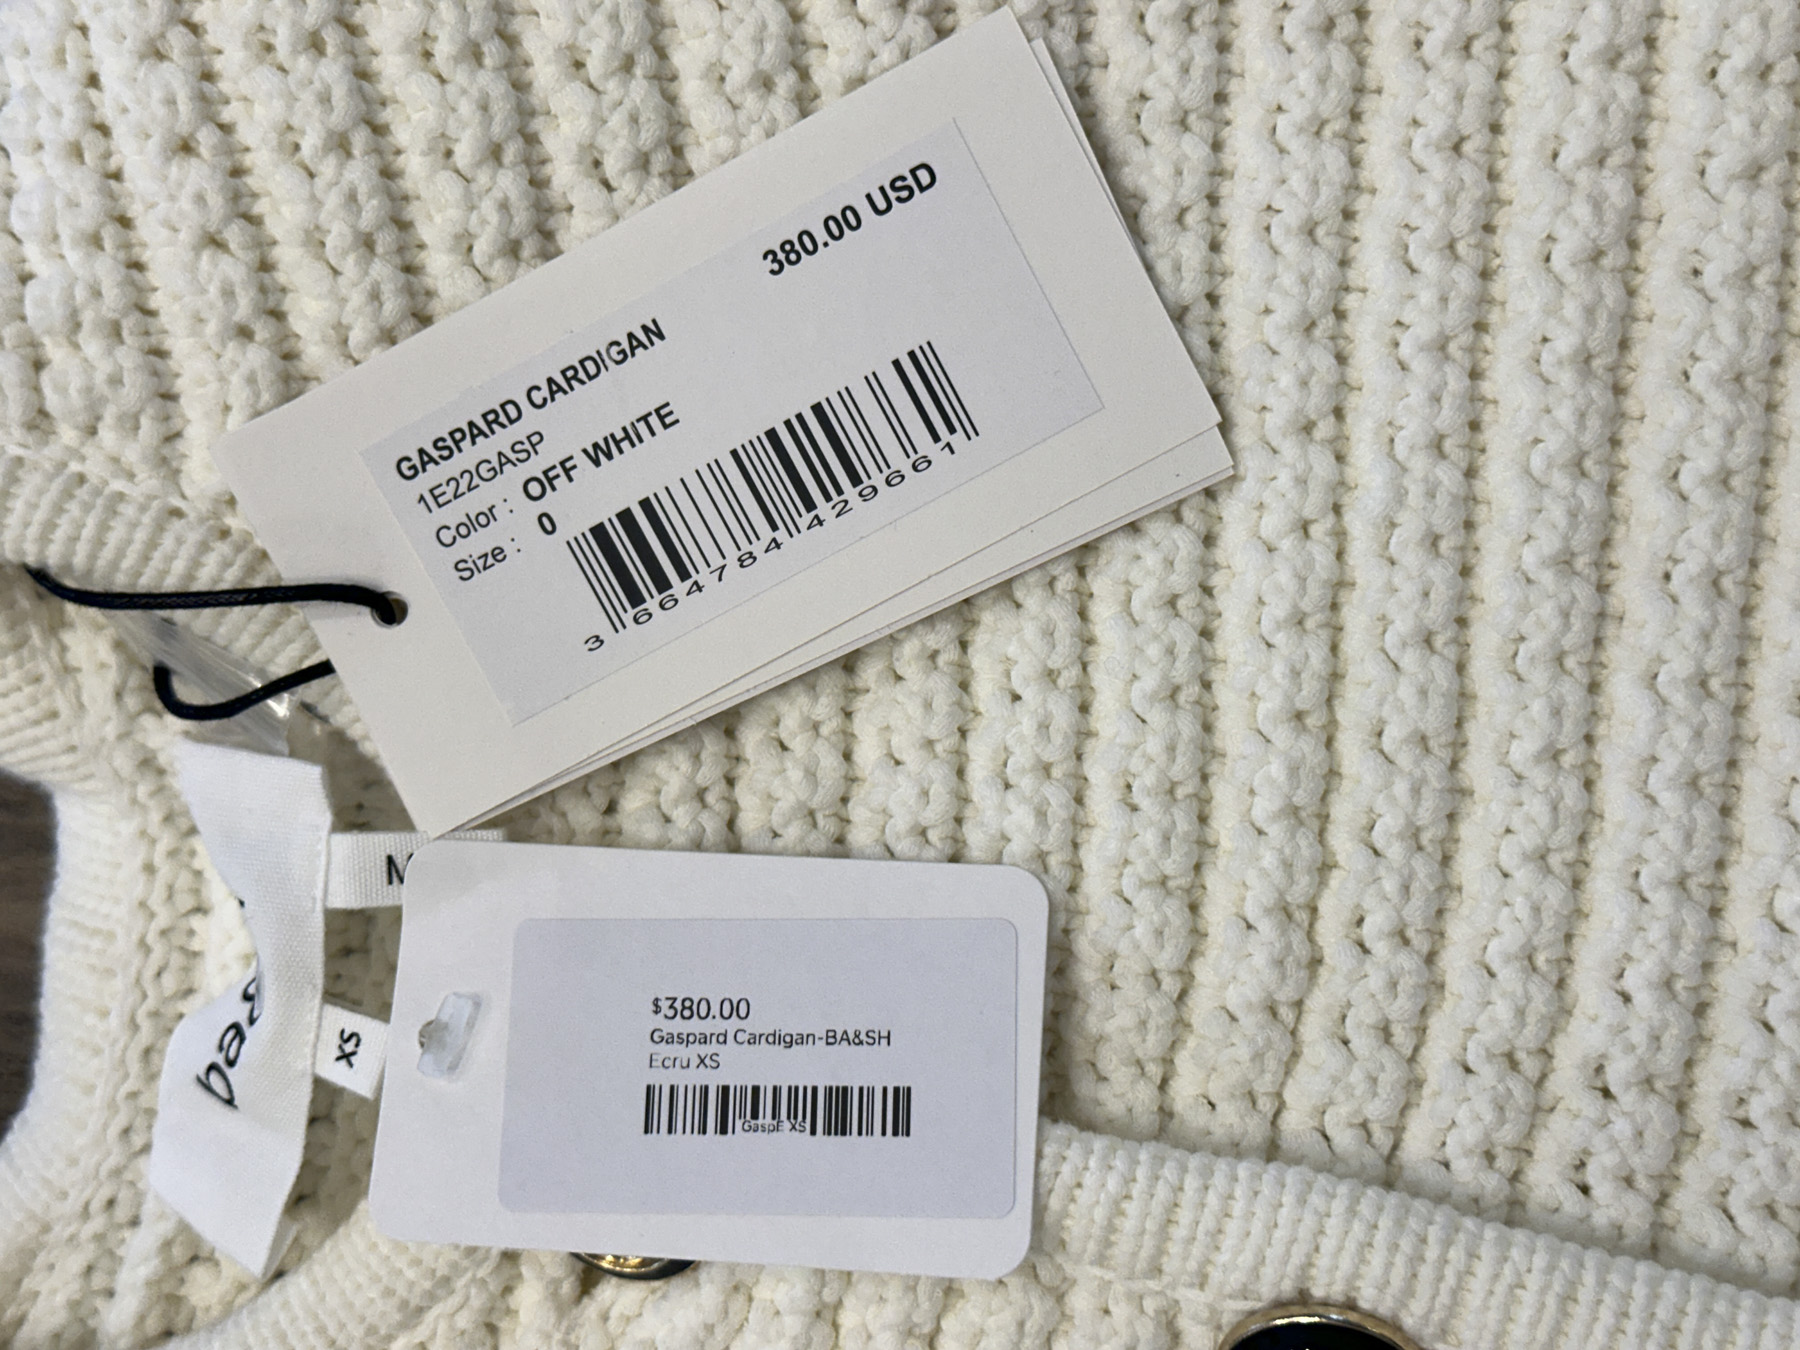 380.00 USD
GASPARD CARDIGAN
1E22GASP
Color : OFF WHITE
Size : 0
3 664784 429661
XS
$380.00
Gaspard Cardigan-BA&SH
Ecru XS
GaspE XS